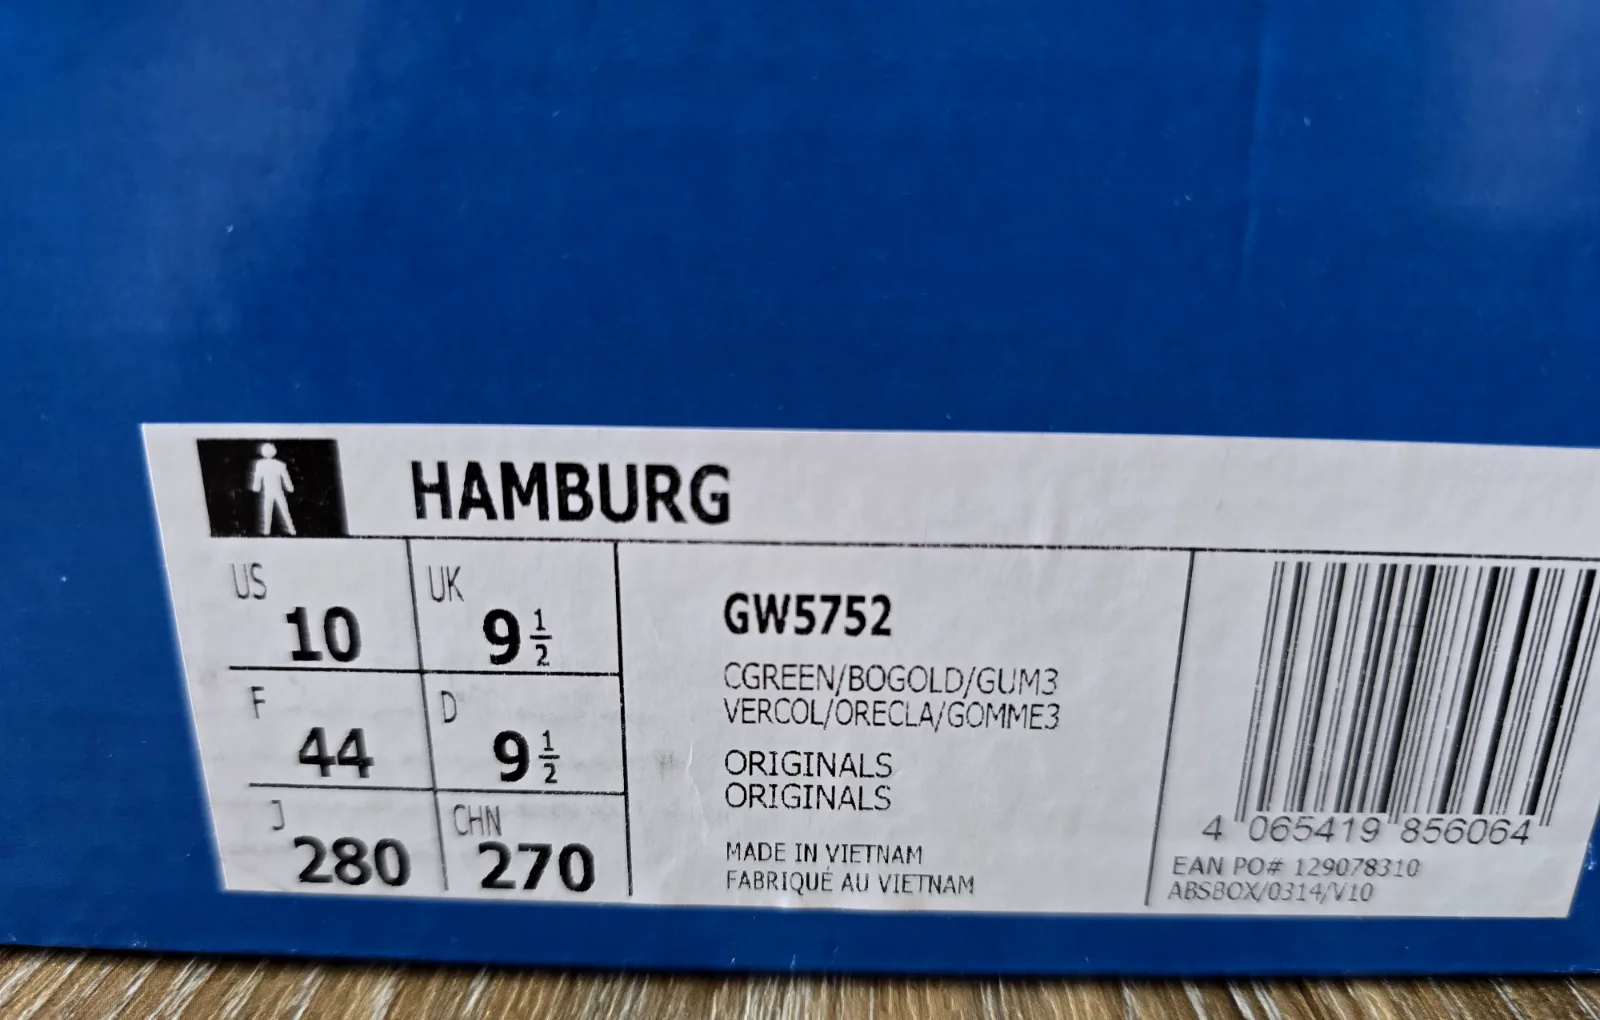 HAMBURG
US 10 UK 9 1/2
F 44 D 9 1/2
J 280 CHN 270
GW5752
CGREEN/BOGOLD/GUM3
VERCOL/ORECLA/GOMME3
ORIGINALS
ORIGINALS
MADE IN VIETNAM
FABRIQUÉ AU VIETNAM
4 065419 856064
EAN PO# 129078310
ABSBOX/0314/V10